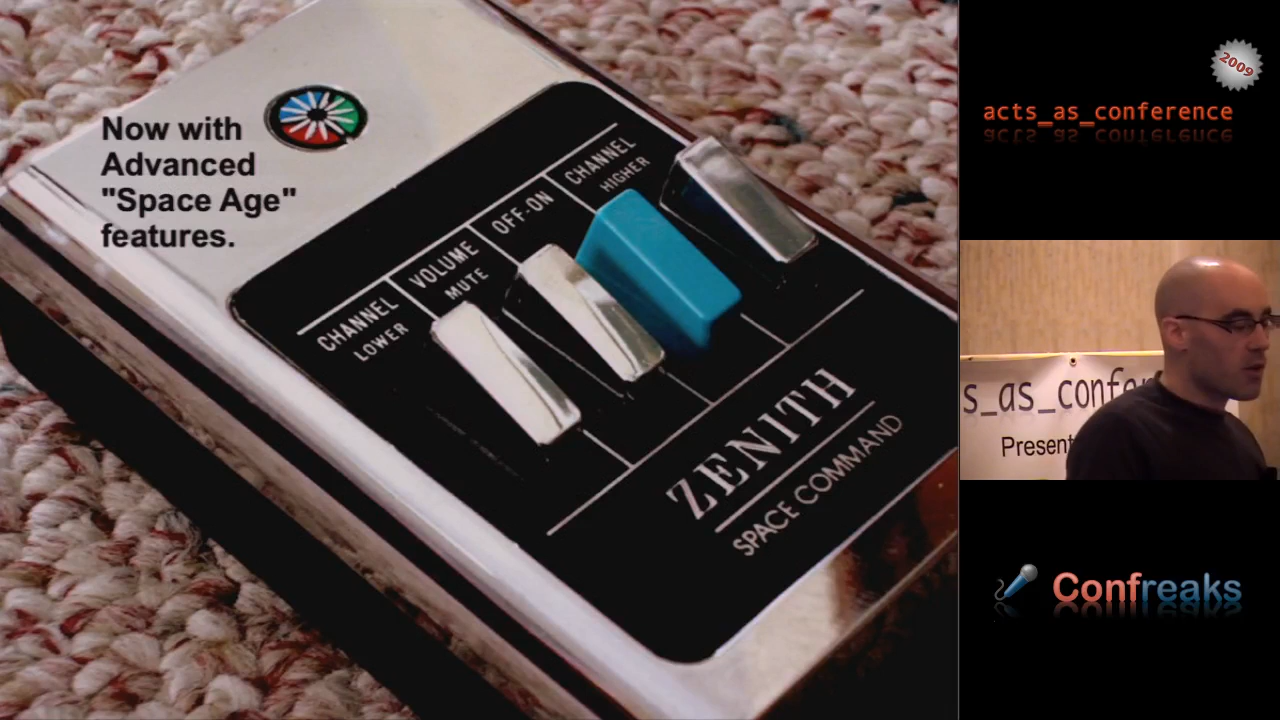 Now with
Advanced
"Space Age"
features.
CHANNEL
LOWER
VOLUME
MUTE
OFF-ON
CHANNEL
HIGHER
ZENITH
SPACE COMMAND
2009
acts_as_conference
s_as_confer
Present
Confreaks